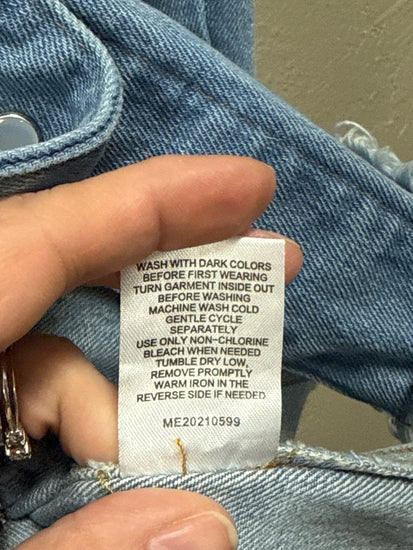 WASH WITH DARK COLORS
BEFORE FIRST WEARING
TURN GARMENT INSIDE OUT
BEFORE WASHING
MACHINE WASH COLD
GENTLE CYCLE
SEPARATELY
USE ONLY NON-CHLORINE
BLEACH WHEN NEEDED
TUMBLE DRY LOW,
REMOVE PROMPTLY
WARM IRON IN THE
REVERSE SIDE IF NEEDED
ME20210599